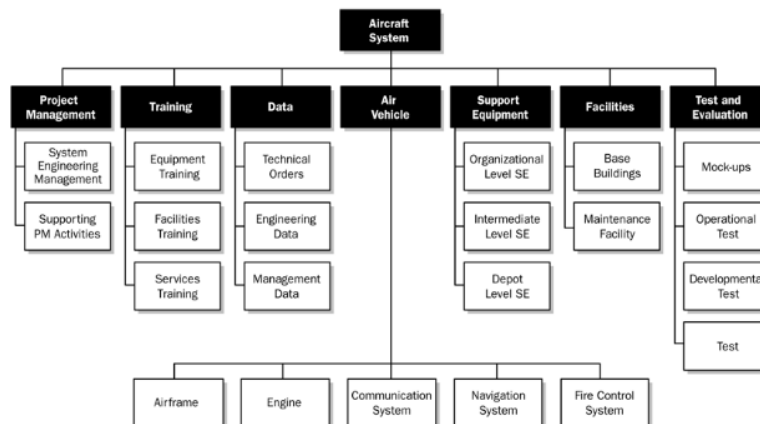 Aircraft
System
Project
Management
Training
Data
Air
Vehicle
Support
Equipment
Facilities
Test and
Evaluation
System
Engineering
Management
Equipment
Training
Technical
Orders
Organizational
Level SE
Base
Buildings
Mock-ups
Supporting
PM Activities
Facilities
Training
Engineering
Data
Intermediate
Level SE
Maintenance
Facility
Operational
Test
Services
Training
Management
Data
Depot
Level SE
Developmental
Test
Test
Airframe
Engine
Communication
System
Navigation
System
Fire Control
System